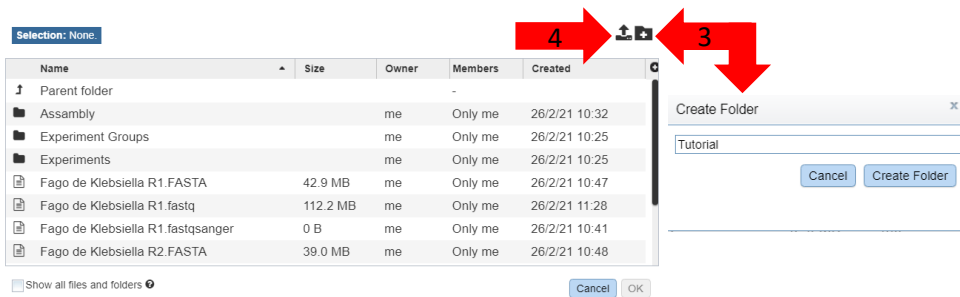 Selection: None.
4
3
Name Size Owner Members Created
Parent folder -
Assambly me Only me 26/2/21 10:32
Experiment Groups me Only me 26/2/21 10:25
Experiments me Only me 26/2/21 10:25
Fago de Klebsiella R1.FASTA 42.9 MB me Only me 26/2/21 10:47
Fago de Klebsiella R1.fastq 112.2 MB me Only me 26/2/21 11:28
Fago de Klebsiella R1.fastqsanger 0 B me Only me 26/2/21 10:41
Fago de Klebsiella R2.FASTA 39.0 MB me Only me 26/2/21 10:48
Show all files and folders
Cancel OK
Create Folder x
Tutorial
Cancel Create Folder